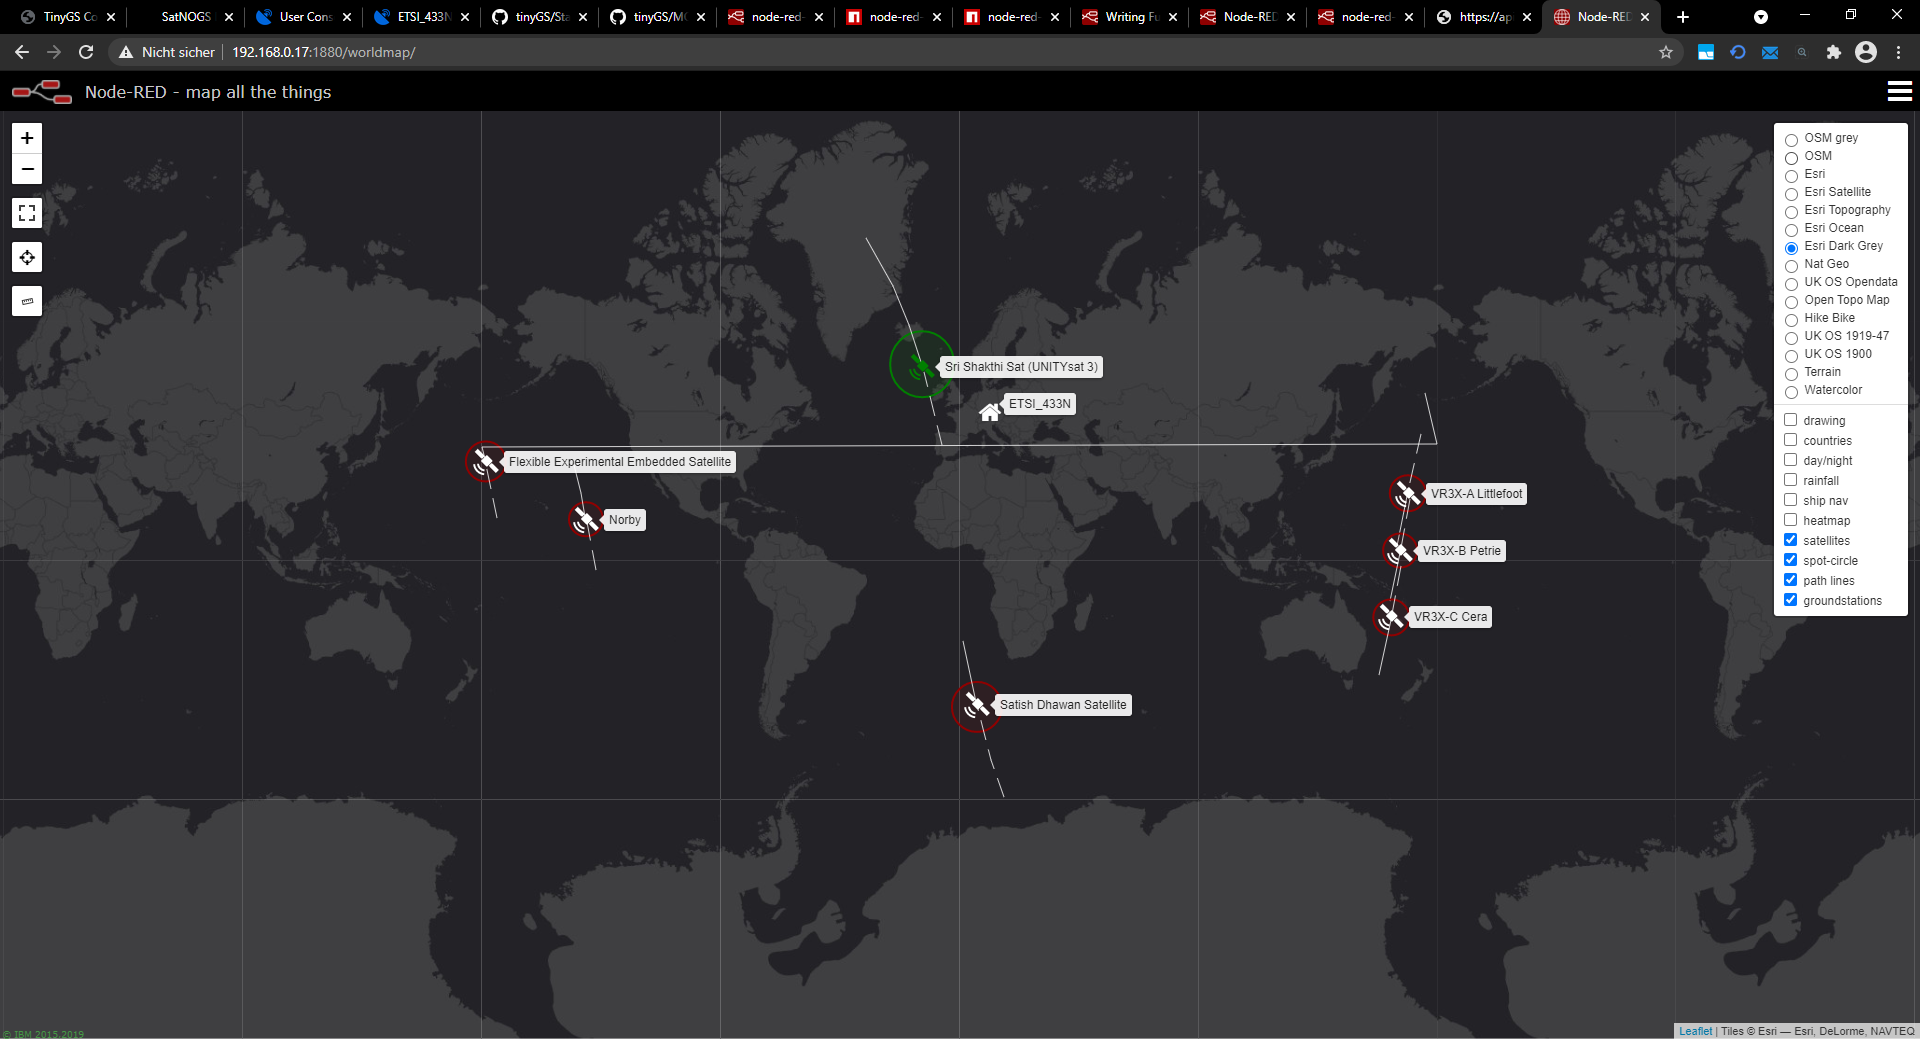 TinyGS Co
SatNOGS
User Cons
ETSI_433N
tinyGS/Sta
tinyGS/M
node-red-
node-red-
node-red-
Writing Fu
Node-RED
node-red-
https://ap
Node-RED
Nicht sicher
192.168.0.17:1880/worldmap/
Node-RED - map all the things
+
−
OSM grey
OSM
Esri
Esri Satellite
Esri Topography
Esri Ocean
Esri Dark Grey
Nat Geo
UK OS Opendata
Open Topo Map
Hike Bike
UK OS 1919-47
UK OS 1900
Terrain
Watercolor
drawing
countries
day/night
rainfall
ship nav
heatmap
satellites
spot-circle
path lines
groundstations
Sri Shakthi Sat (UNITYsat 3)
ETSI_433N
Flexible Experimental Embedded Satellite
Norby
VR3X-A Littlefoot
VR3X-B Petrie
VR3X-C Cera
Satish Dhawan Satellite
© IBM 2015,2019
Leaflet | Tiles © Esri — Esri, DeLorme, NAVTEQ